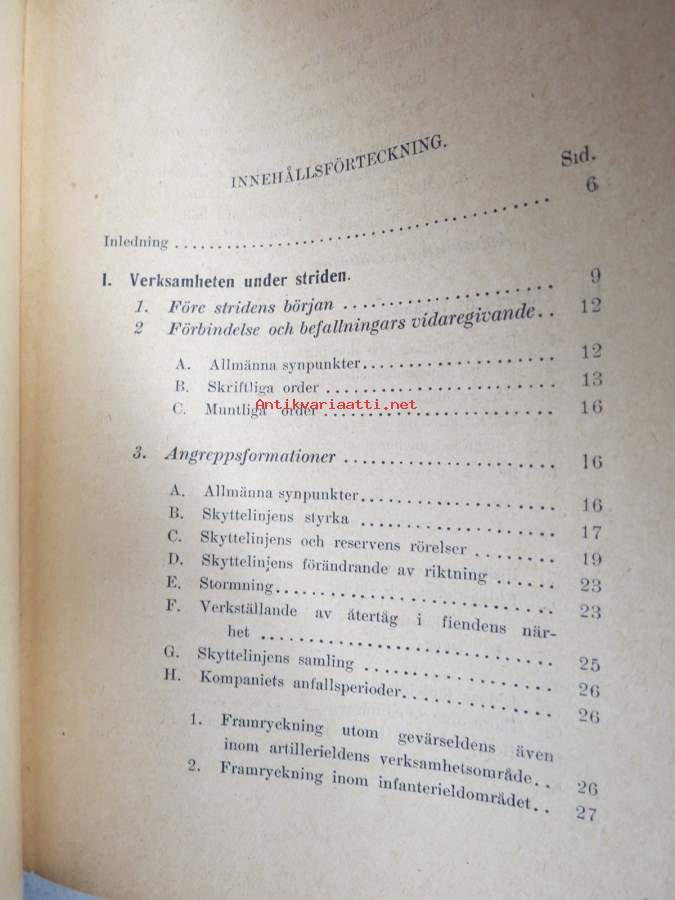 INNEHÅLLSFÖRTECKNING.
Sid.
Inledning ........ 6
I. Verksamheten under striden.
1. Före stridens början ........ 9
2 Förbindelse och befallningars vidaregivande.. 12
A. Allmänna synpunkter........ 12
B. Skriftliga order ........ 13
C. Muntliga order ........ 16
Antikvariaatti.net
3. Angreppsformationer ........ 16
A. Allmänna synpunkter........ 16
B. Skyttelinjens styrka ........ 17
C. Skyttelinjens och reservens rörelser ........ 19
D. Skyttelinjens förändrande av riktning ...... 23
E. Stormning........ 23
F. Verkställande av återtåg i fiendens när-
het ........ 25
G. Skyttelinjens samling ........ 26
H. Kompaniets anfallsperioder........ 26
1. Framryckning utom gevärseldens även
inom artillerieldens verksamhetsområde.. 26
2. Framryckning inom infanterieldområdet.. 27